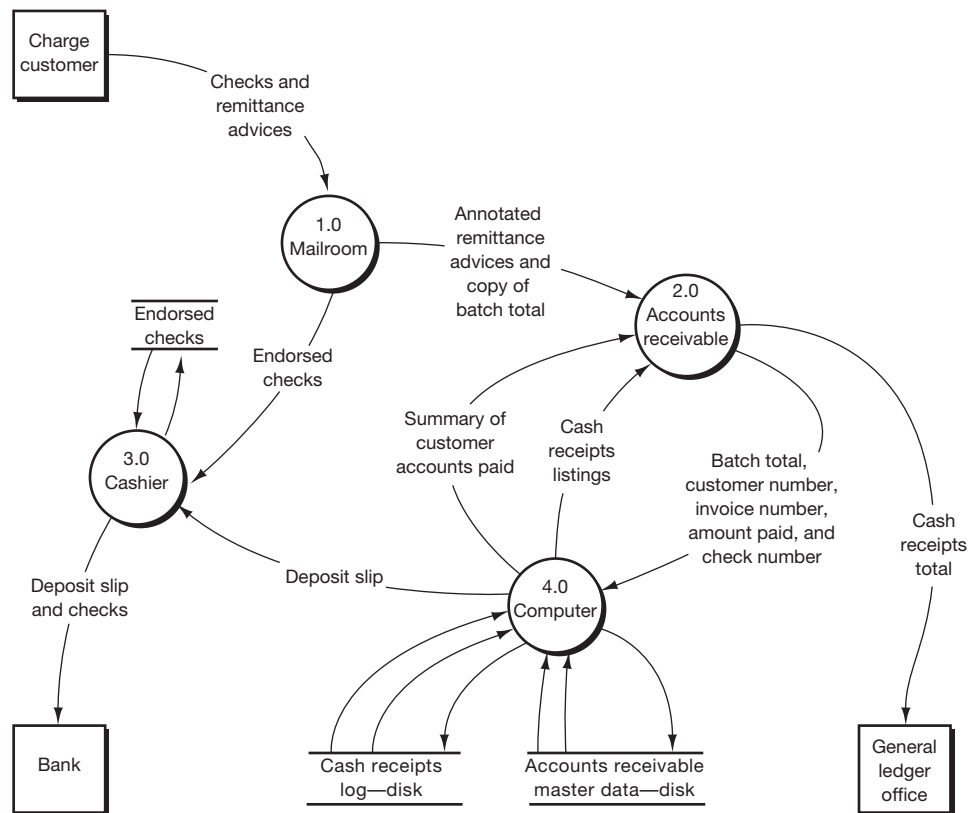 Charge
customer
Checks and
remittance
advices
1.0
Mailroom
Annotated
remittance
advices and
copy of
batch total
2.0
Accounts
receivable
Endorsed
checks
Endorsed
checks
3.0
Cashier
Summary of
customer
accounts paid
Cash
receipts
listings
Batch total,
customer number,
invoice number,
amount paid, and
check number
Cash
receipts
total
Deposit slip
and checks
Deposit slip
4.0
Computer
Bank
Cash receipts
log—disk
Accounts receivable
master data—disk
General
ledger
office